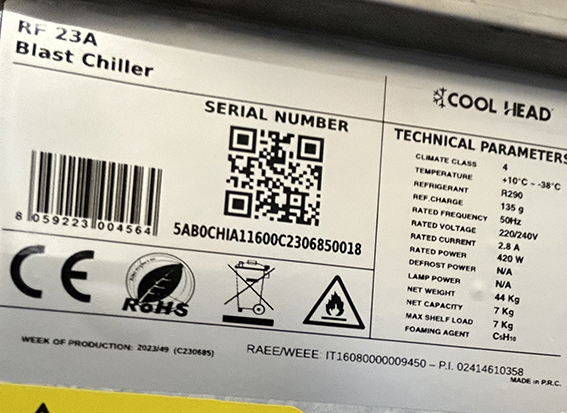 RF 23A
Blast Chiller
COOL HEAD
SERIAL NUMBER
5AB0CHIA11600C2306850018
8 059223 004564
TECHNICAL PARAMETERS
CLIMATE CLASS 4
TEMPERATURE +10°C ~ -38°C
REFRIGERANT R290
REF.CHARGE 135 g
RATED FREQUENCY 50Hz
RATED VOLTAGE 220/240V
RATED CURRENT 2.8 A
RATED POWER 420 W
DEFROST POWER N/A
LAMP POWER N/A
NET WEIGHT 44 Kg
NET CAPACITY 7 Kg
MAX SHELF LOAD 7 Kg
FOAMING AGENT C5H10
CE
RoHS
WEEK OF PRODUCTION: 2023/49 (C230685)
RAEE/WEEE: IT16080000009450 – P.I. 02414610358
MADE IN P.R.C.